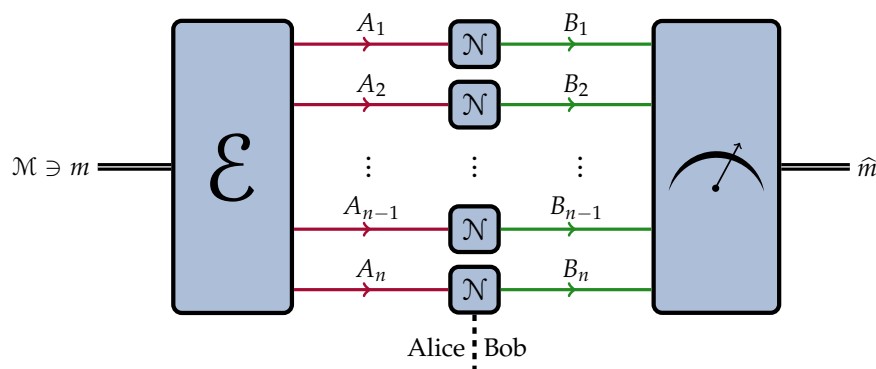 A₁ 𝒩 B₁
A₂ 𝒩 B₂
ℳ ∋ m ℰ ⋮ ⋮ ⋮ m̂
Aₙ₋₁ 𝒩 Bₙ₋₁
Aₙ 𝒩 Bₙ
Alice Bob